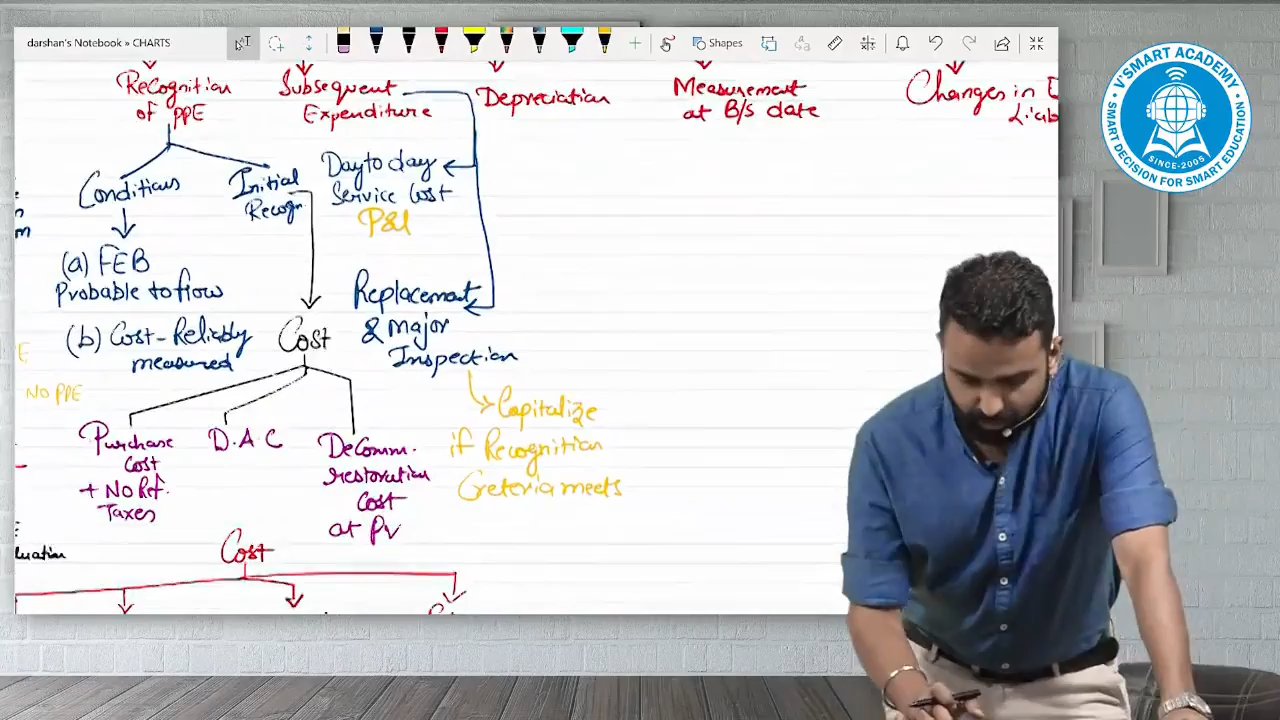 darshan's Notebook » CHARTS
Shapes
Recognition
of PPE
Subsequent
Expenditure
Depreciation
Measurement
at B/s date
Changes in
Conditions
Initial
Recogn.
Day to day
Service Cost
P&L
(a) FEB
Probable to flow
(b) Cost - Reliably
measured
Cost
Replacement
& Major
Inspection
Capitalize
if Recognition
Creteria meets
NO PPE
Purchase
Cost
+ No Ref.
Taxes
D.A.C
Decomm.
restoration
Cost
at PV
luation
Cost
V'SMART ACADEMY
SINCE-2005
SMART DECISION FOR SMART EDUCATION